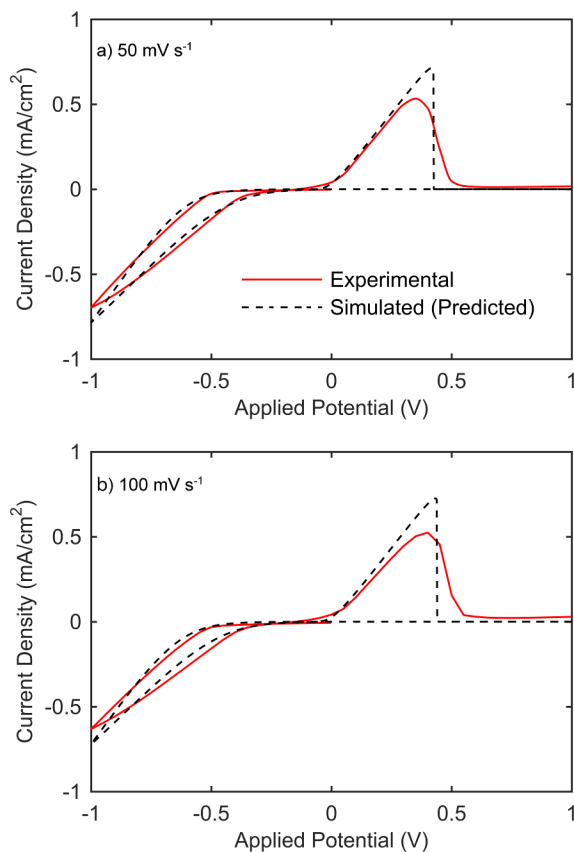 a) 50 mV s⁻¹
1
0.5
0
-0.5
-1
Current Density (mA/cm²)
Experimental
Simulated (Predicted)
-1 -0.5 0 0.5 1
Applied Potential (V)
b) 100 mV s⁻¹
1
0.5
0
-0.5
-1
Current Density (mA/cm²)
-1 -0.5 0 0.5 1
Applied Potential (V)